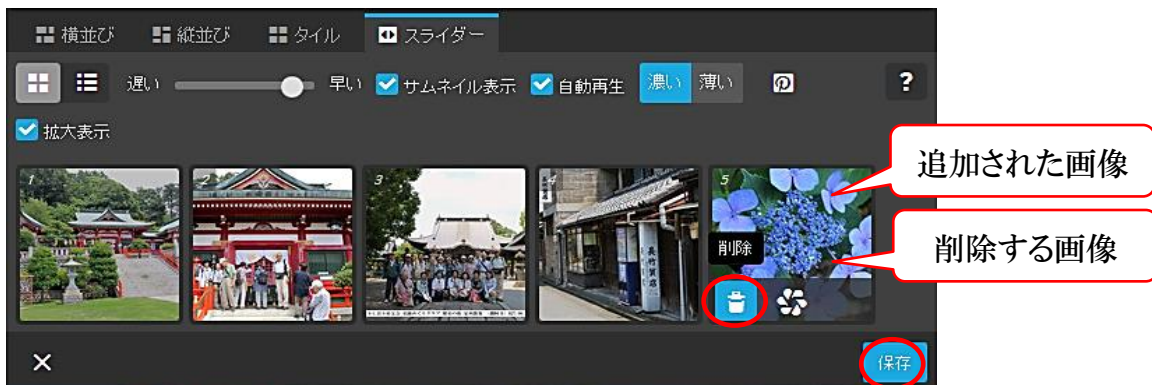 横並び 縦並び タイル スライダー
遅い 早い サムネイル表示 自動再生 濃い 薄い ?
拡大表示
追加された画像
1 2 3 4 5
削除
削除する画像
保存